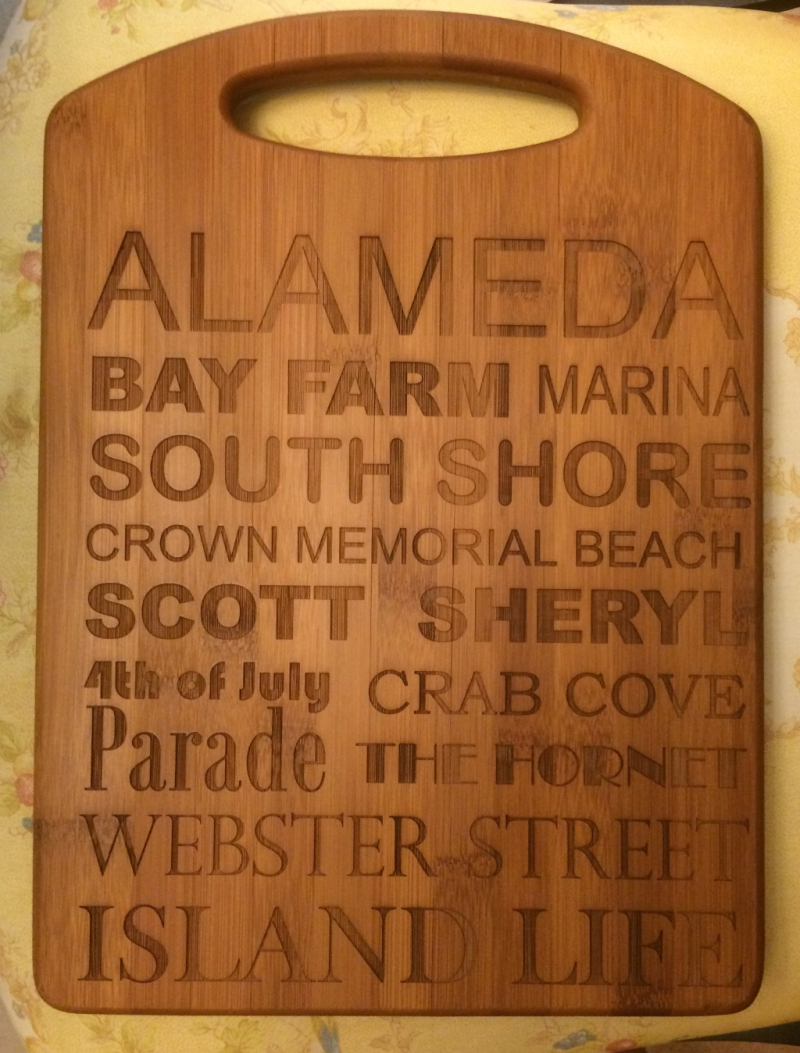 ALAMEDA
BAY FARM MARINA
SOUTH SHORE
CROWN MEMORIAL BEACH
SCOTT SHERYL
4th of July CRAB COVE
Parade THE HORNET
WEBSTER STREET
ISLAND LIFE